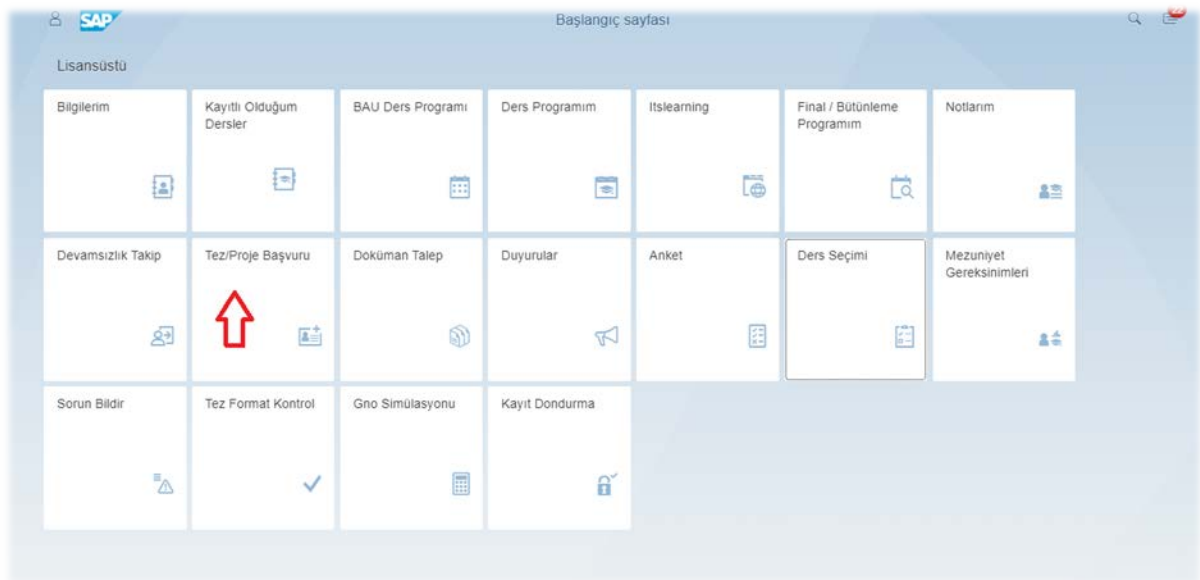 SAP
Başlangıç sayfası
22
Lisansüstü
Bilgilerim
Kayıtlı Olduğum
Dersler
BAU Ders Programı
Ders Programım
Itslearning
Final / Bütünleme
Programım
Notlarım
Devamsızlık Takip
Tez/Proje Başvuru
Doküman Talep
Duyurular
Anket
Ders Seçimi
Mezuniyet
Gereksinimleri
Sorun Bildir
Tez Format Kontrol
Gno Simülasyonu
Kayıt Dondurma